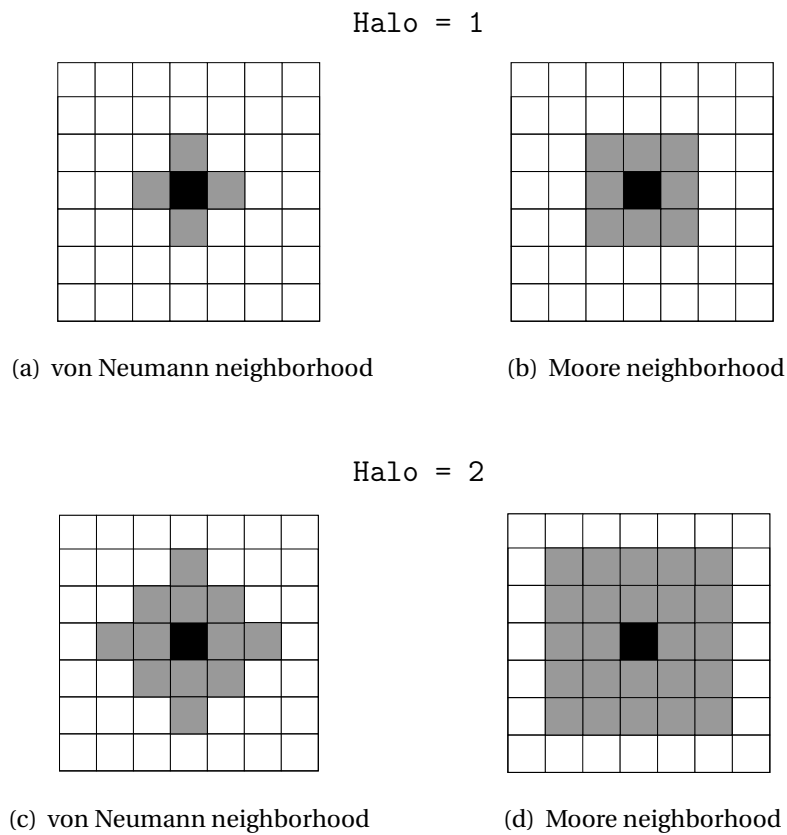 Halo = 1
(a) von Neumann neighborhood
(b) Moore neighborhood
Halo = 2
(c) von Neumann neighborhood
(d) Moore neighborhood